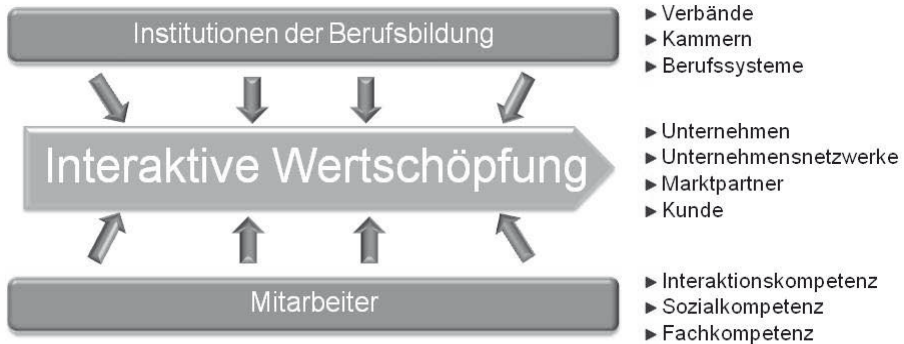 Institutionen der Berufsbildung
► Verbände
► Kammern
► Berufssysteme
Interaktive Wertschöpfung
► Unternehmen
► Unternehmensnetzwerke
► Marktpartner
► Kunde
Mitarbeiter
► Interaktionskompetenz
► Sozialkompetenz
► Fachkompetenz